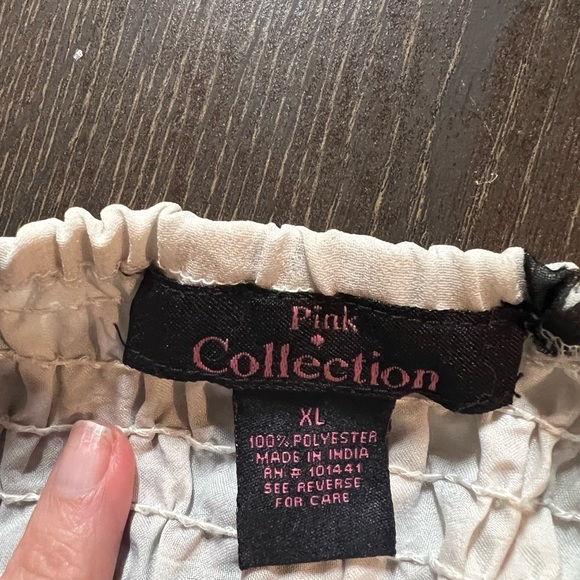 Pink
Collection
XL
100% POLYESTER
MADE IN INDIA
RN # 101441
SEE REVERSE
FOR CARE